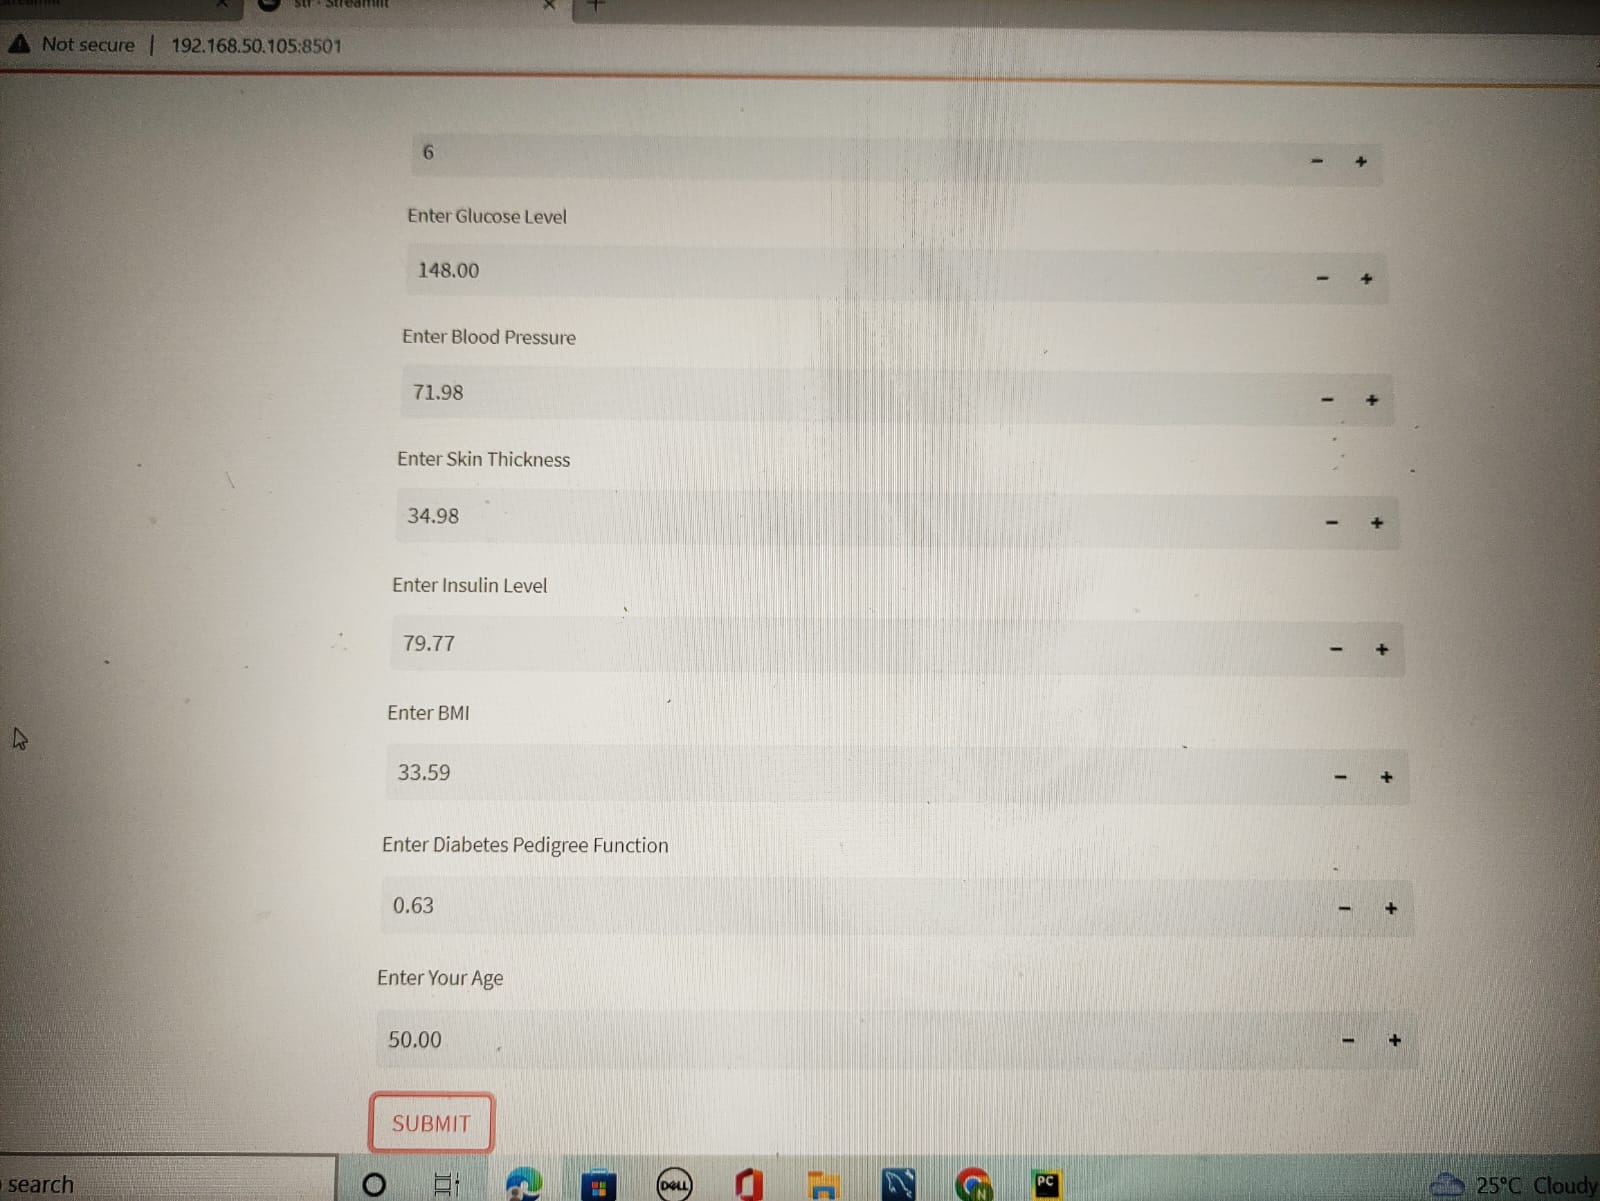 str · Streamlit
Not secure | 192.168.50.105:8501
6
Enter Glucose Level
148.00
Enter Blood Pressure
71.98
Enter Skin Thickness
34.98
Enter Insulin Level
79.77
Enter BMI
33.59
Enter Diabetes Pedigree Function
0.63
Enter Your Age
50.00
SUBMIT
search
DELL
N
PC
25°C Cloudy